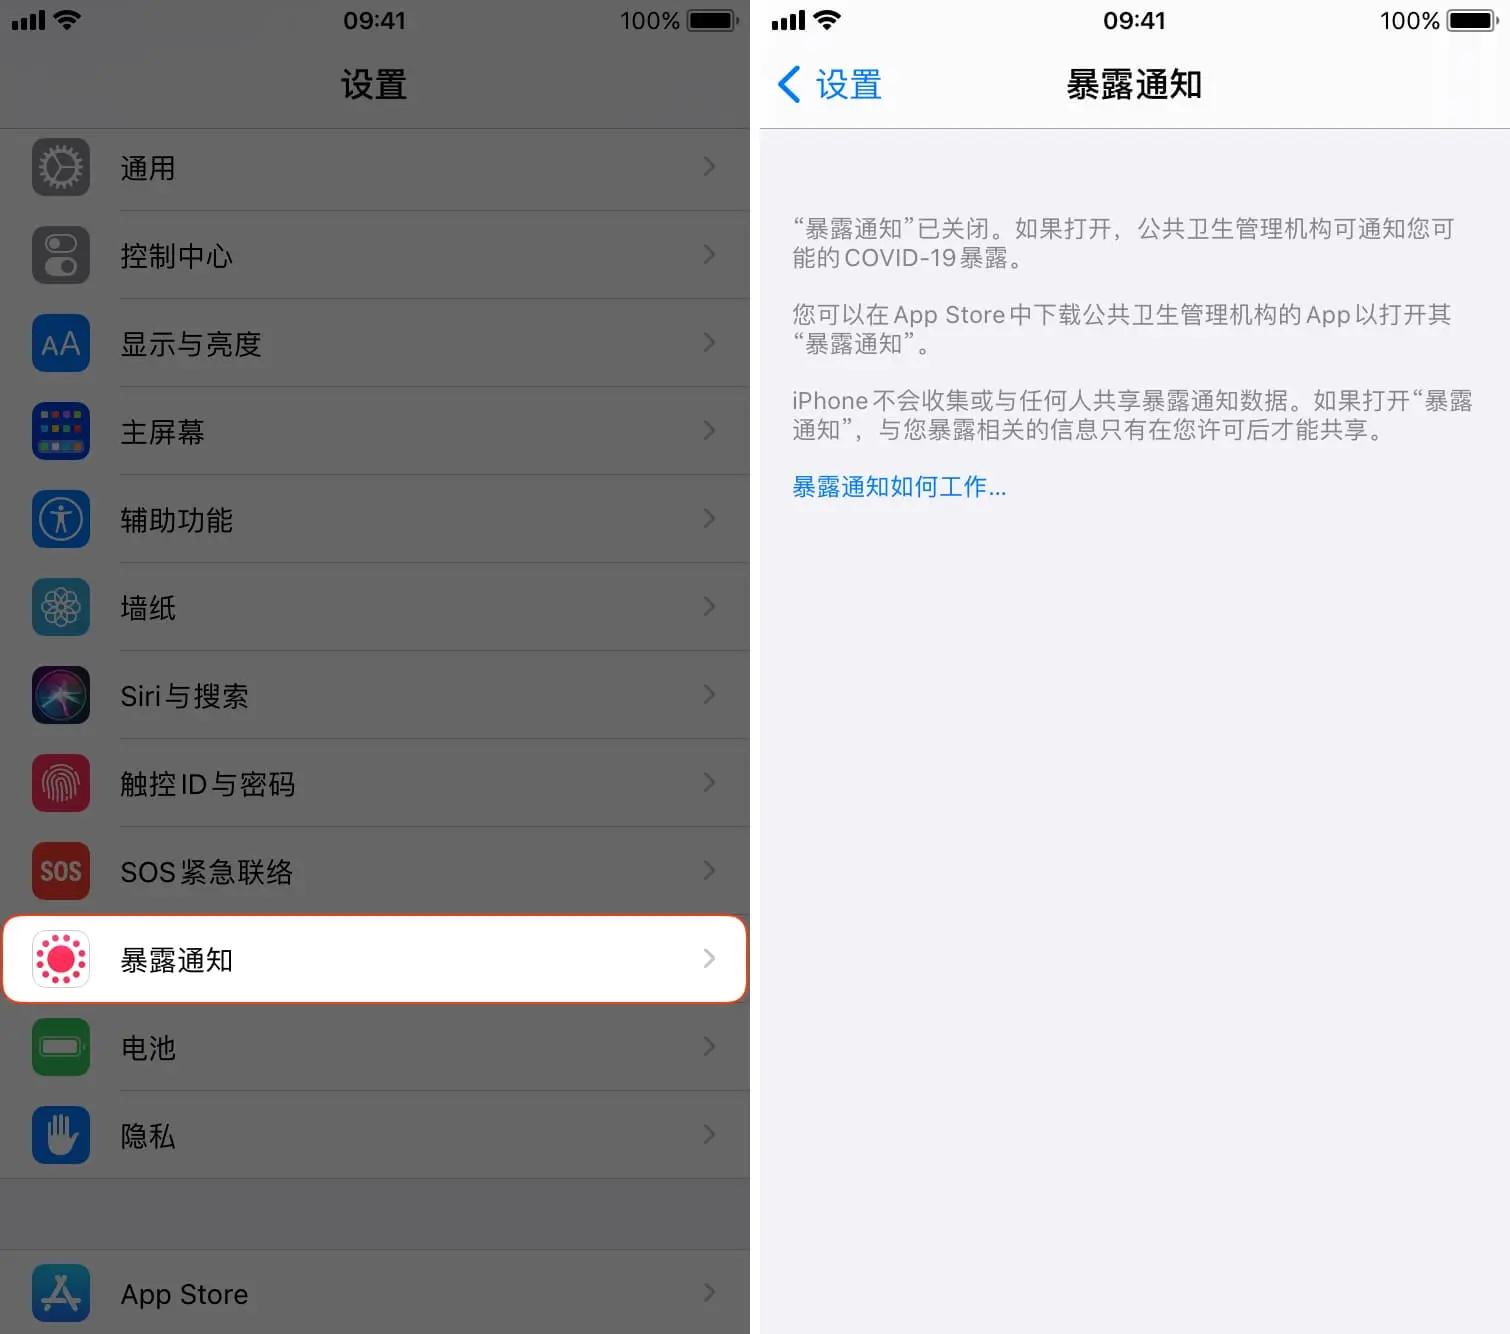 09:41
100%
设置
通用
控制中心
AA
显示与亮度
主屏幕
辅助功能
墙纸
Siri与搜索
触控ID与密码
SOS
SOS紧急联络
暴露通知
电池
隐私
App Store
09:41
100%
设置
暴露通知
“暴露通知”已关闭。如果打开，公共卫生管理机构可通知您可
能的COVID-19暴露。
您可以在App Store中下载公共卫生管理机构的App以打开其
“暴露通知”。
iPhone不会收集或与任何人共享暴露通知数据。如果打开“暴露
通知”，与您暴露相关的信息只有在您许可后才能共享。
暴露通知如何工作...